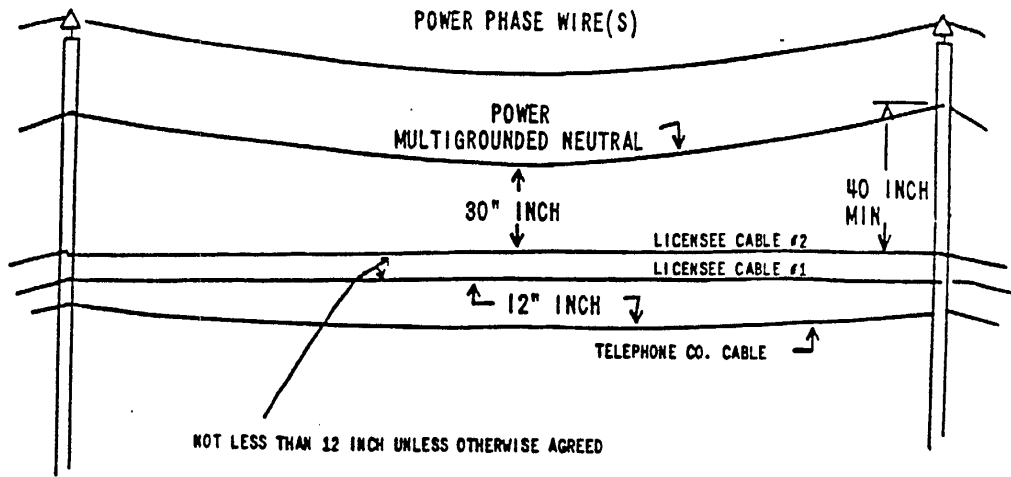 POWER PHASE WIRE(S)
POWER
MULTIGROUNDED NEUTRAL
40 INCH
MIN
30" INCH
LICENSEE CABLE #2
LICENSEE CABLE #1
12" INCH
TELEPHONE CO. CABLE
NOT LESS THAN 12 INCH UNLESS OTHERWISE AGREED